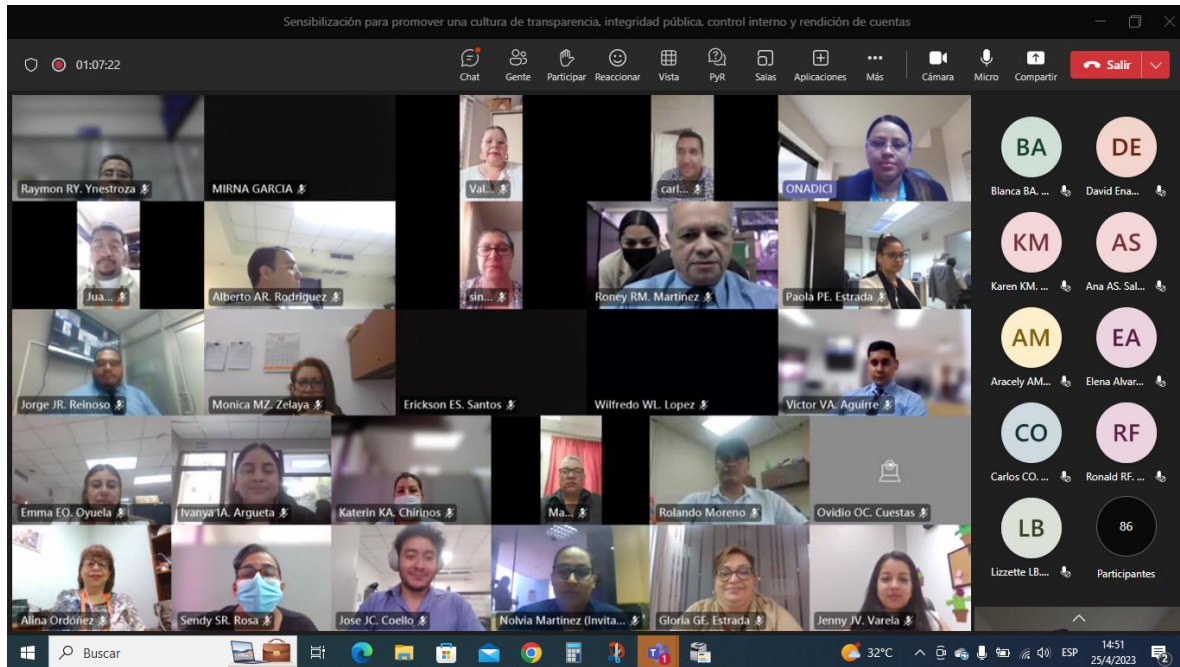 Sensibilización para promover una cultura de transparencia, integridad pública, control interno y rendición de cuentas
01:07:22
Chat Gente Participar Reaccionar Vista PyR Salas Aplicaciones Más Cámara Micro Compartir Salir
Raymon RY. Ynestroza MIRNA GARCIA Val... carl... ONADICI
BA DE
Blanca BA. ... David Ena...
Jua... Alberto AR. Rodriguez sin... Roney RM. Martinez Paola PE. Estrada
KM AS
Karen KM. ... Ana AS. Sal...
Jorge JR. Reinoso Monica MZ. Zelaya Erickson ES. Santos Wilfredo WL. Lopez Victor VA. Aguirre
AM EA
Aracely AM... Elena Alvar...
Emma EO. Oyuela Ivanya IA. Argueta Katerin KA. Chirinos Ma... Rolando Moreno Ovidio OC. Cuestas
CO RF
Carlos CO. ... Ronald RF. ...
Alina Ordóñez Sendy SR. Rosa Jose JC. Coello Nolvia Martinez (Invita... Gloria GE. Estrada Jenny JV. Varela
LB 86
Lizzette LB.... Participantes
Buscar 32°C ESP 14:51
25/4/2023